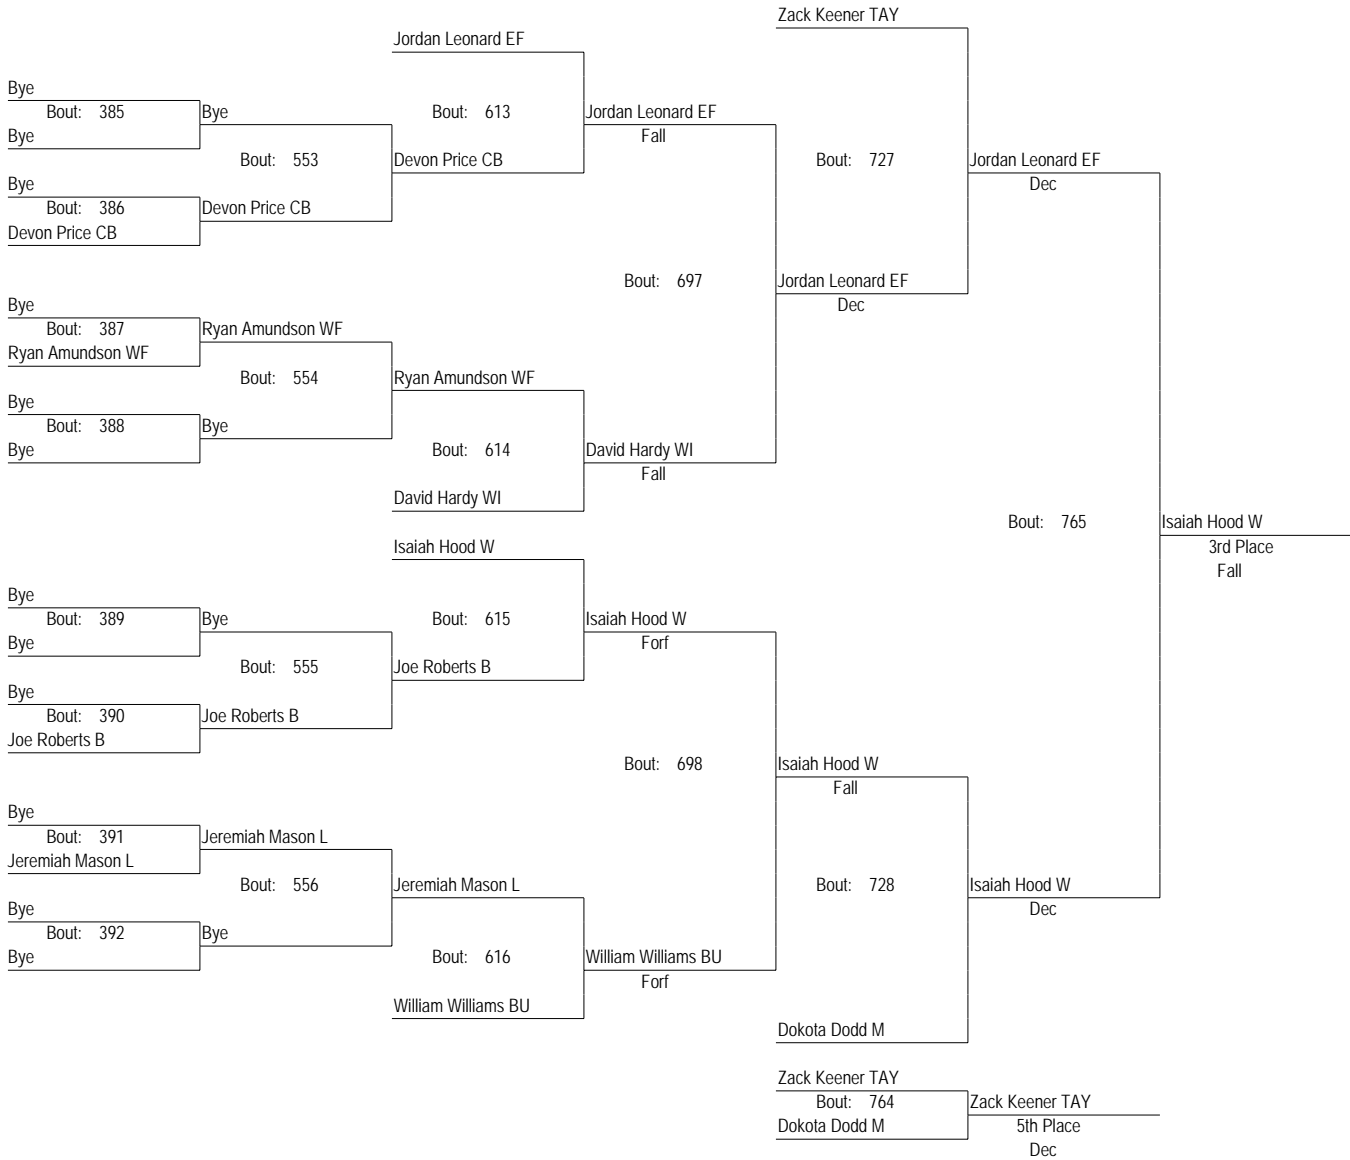 Zack Keener TAY
Jordan Leonard EF
Bye
Bout: 385
Bye
Bout: 613
Jordan Leonard EF
Bye
Fall
Bout: 553
Devon Price CB
Bout: 727
Jordan Leonard EF
Bye
Dec
Bout: 386
Devon Price CB
Devon Price CB
Bout: 697
Jordan Leonard EF
Bye
Dec
Bout: 387
Ryan Amundson WF
Ryan Amundson WF
Bout: 554
Ryan Amundson WF
Bye
Bout: 388
Bye
Bye
Bout: 614
David Hardy WI
Fall
David Hardy WI
Bout: 765
Isaiah Hood W
Isaiah Hood W
3rd Place
Fall
Bye
Bout: 389
Bye
Bout: 615
Isaiah Hood W
Bye
Forf
Bout: 555
Joe Roberts B
Bye
Bout: 390
Joe Roberts B
Joe Roberts B
Bout: 698
Isaiah Hood W
Fall
Bye
Bout: 391
Jeremiah Mason L
Jeremiah Mason L
Bout: 556
Jeremiah Mason L
Bout: 728
Isaiah Hood W
Bye
Dec
Bout: 392
Bye
Bye
Bout: 616
William Williams BU
Forf
William Williams BU
Dokota Dodd M
Zack Keener TAY
Bout: 764
Zack Keener TAY
Dokota Dodd M
5th Place
Dec